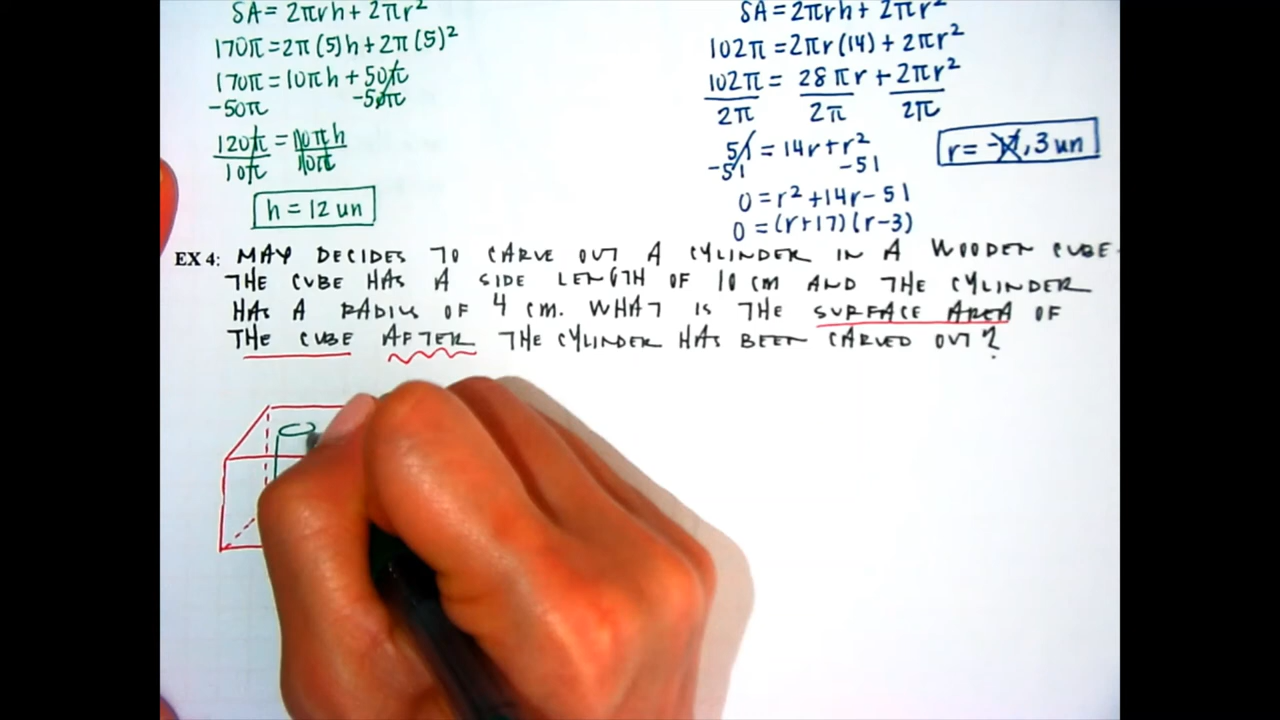 SA = 2πrh + 2πr²
170π = 2π(5)h + 2π(5)²
170π = 10πh + 50π
-50π -50π
120π = 10πh
10π 10π
h = 12 un
SA = 2πrh + 2πr²
102π = 2πr(14) + 2πr²
102π = 28πr + 2πr²
2π 2π 2π
51 = 14r + r²
-51 -51
0 = r² + 14r - 51
0 = (r+17)(r-3)
r = -17, 3 un
EX 4: MAY DECIDES TO CARVE OUT A CYLINDER IN A WOODEN CUBE.
THE CUBE HAS A SIDE LENGTH OF 10 CM AND THE CYLINDER
HAS A RADIUS OF 4 CM. WHAT IS THE SURFACE AREA OF
THE CUBE AFTER THE CYLINDER HAS BEEN CARVED OUT?